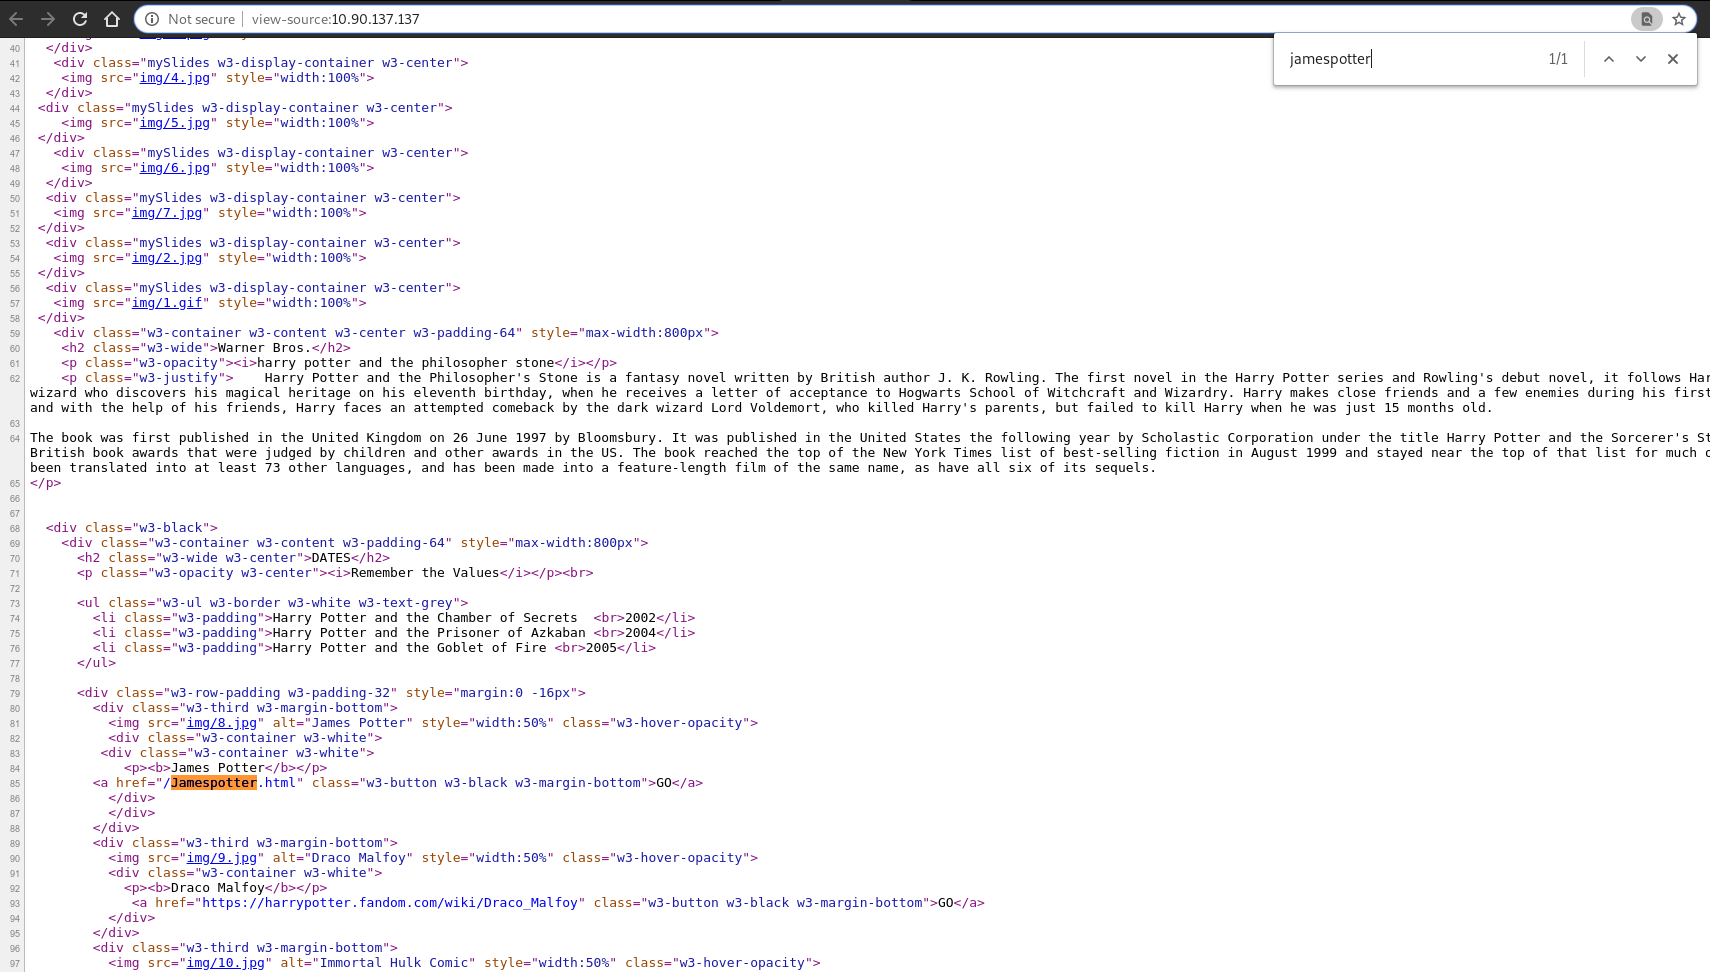 Not secure | view-source:10.90.137.137
jamespotter 1/1
40 </div>
41 <div class="mySlides w3-display-container w3-center">
42 <img src="img/4.jpg" style="width:100%">
43 </div>
44 <div class="mySlides w3-display-container w3-center">
45 <img src="img/5.jpg" style="width:100%">
46 </div>
47 <div class="mySlides w3-display-container w3-center">
48 <img src="img/6.jpg" style="width:100%">
49 </div>
50 <div class="mySlides w3-display-container w3-center">
51 <img src="img/7.jpg" style="width:100%">
52 </div>
53 <div class="mySlides w3-display-container w3-center">
54 <img src="img/2.jpg" style="width:100%">
55 </div>
56 <div class="mySlides w3-display-container w3-center">
57 <img src="img/1.gif" style="width:100%">
58 </div>
59 <div class="w3-container w3-content w3-center w3-padding-64" style="max-width:800px">
60 <h2 class="w3-wide">Warner Bros.</h2>
61 <p class="w3-opacity"><i>harry potter and the philosopher stone</i></p>
62 <p class="w3-justify"> Harry Potter and the Philosopher's Stone is a fantasy novel written by British author J. K. Rowling. The first novel in the Harry Potter series and Rowling's debut novel, it follows Har
wizard who discovers his magical heritage on his eleventh birthday, when he receives a letter of acceptance to Hogwarts School of Witchcraft and Wizardry. Harry makes close friends and a few enemies during his first
and with the help of his friends, Harry faces an attempted comeback by the dark wizard Lord Voldemort, who killed Harry's parents, but failed to kill Harry when he was just 15 months old.
63
64 The book was first published in the United Kingdom on 26 June 1997 by Bloomsbury. It was published in the United States the following year by Scholastic Corporation under the title Harry Potter and the Sorcerer's St
British book awards that were judged by children and other awards in the US. The book reached the top of the New York Times list of best-selling fiction in August 1999 and stayed near the top of that list for much o
been translated into at least 73 other languages, and has been made into a feature-length film of the same name, as have all six of its sequels.
65 </p>
66
67
68 <div class="w3-black">
69 <div class="w3-container w3-content w3-padding-64" style="max-width:800px">
70 <h2 class="w3-wide w3-center">DATES</h2>
71 <p class="w3-opacity w3-center"><i>Remember the Values</i></p><br>
72
73 <ul class="w3-ul w3-border w3-white w3-text-grey">
74 <li class="w3-padding">Harry Potter and the Chamber of Secrets <br>2002</li>
75 <li class="w3-padding">Harry Potter and the Prisoner of Azkaban <br>2004</li>
76 <li class="w3-padding">Harry Potter and the Goblet of Fire <br>2005</li>
77 </ul>
78
79 <div class="w3-row-padding w3-padding-32" style="margin:0 -16px">
80 <div class="w3-third w3-margin-bottom">
81 <img src="img/8.jpg" alt="James Potter" style="width:50%" class="w3-hover-opacity">
82 <div class="w3-container w3-white">
83 <div class="w3-container w3-white">
84 <p><b>James Potter</b></p>
85 <a href="/Jamespotter.html" class="w3-button w3-black w3-margin-bottom">GO</a>
86 </div>
87 </div>
88 </div>
89 <div class="w3-third w3-margin-bottom">
90 <img src="img/9.jpg" alt="Draco Malfoy" style="width:50%" class="w3-hover-opacity">
91 <div class="w3-container w3-white">
92 <p><b>Draco Malfoy</b></p>
93 <a href="https://harrypotter.fandom.com/wiki/Draco_Malfoy" class="w3-button w3-black w3-margin-bottom">GO</a>
94 </div>
95 </div>
96 <div class="w3-third w3-margin-bottom">
97 <img src="img/10.jpg" alt="Immortal Hulk Comic" style="width:50%" class="w3-hover-opacity">